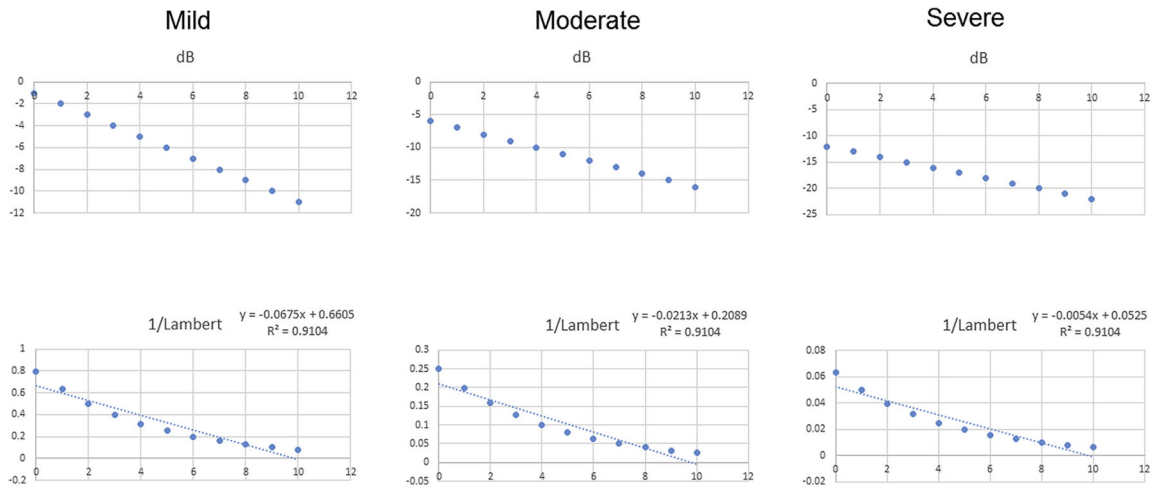 Mild
Moderate
Severe
dB
dB
dB
0
-2
-4
-6
-8
-10
-12
0 2 4 6 8 10 12
0
-5
-10
-15
-20
0 2 4 6 8 10 12
0
-5
-10
-15
-20
-25
0 2 4 6 8 10 12
1/Lambert
y = -0.0675x + 0.6605
R² = 0.9104
1
0.8
0.6
0.4
0.2
0
-0.2
0 2 4 6 8 10 12
1/Lambert
y = -0.0213x + 0.2089
R² = 0.9104
0.3
0.25
0.2
0.15
0.1
0.05
0
-0.05
0 2 4 6 8 10 12
1/Lambert
y = -0.0054x + 0.0525
R² = 0.9104
0.08
0.06
0.04
0.02
0
-0.02
0 2 4 6 8 10 12